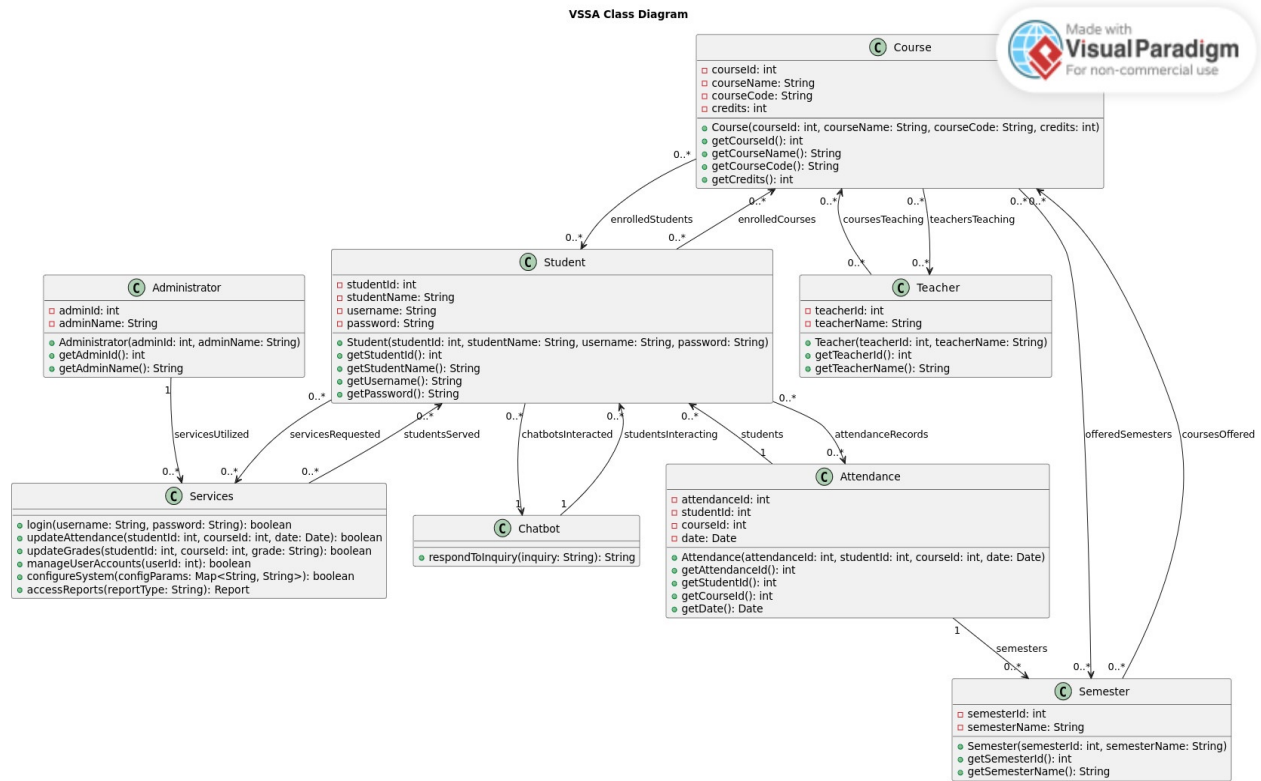 VSSA Class Diagram
Made with
Visual Paradigm
For non-commercial use
C Course
courseId: int
courseName: String
courseCode: String
credits: int
Course(courseId: int, courseName: String, courseCode: String, credits: int)
getCourseId(): int
getCourseName(): String
getCourseCode(): String
getCredits(): int
0..*
0..*
0..*
0..*
0..*0..*
enrolledStudents
enrolledCourses
coursesTeaching
teachersTeaching
0..*
0..*
0..*
0..*
C Student
studentId: int
studentName: String
username: String
password: String
Student(studentId: int, studentName: String, username: String, password: String)
getStudentId(): int
getStudentName(): String
getUsername(): String
getPassword(): String
C Administrator
adminId: int
adminName: String
Administrator(adminId: int, adminName: String)
getAdminId(): int
getAdminName(): String
C Teacher
teacherId: int
teacherName: String
Teacher(teacherId: int, teacherName: String)
getTeacherId(): int
getTeacherName(): String
1
0..*
0..*
0..*
0..*
0..*
0..*
servicesUtilized
servicesRequested
studentsServed
chatbotsInteracted
studentsInteracting
students
attendanceRecords
offeredSemesters
coursesOffered
0..*
0..*
0..*
1
1
1
0..*
C Services
login(username: String, password: String): boolean
updateAttendance(studentId: int, courseId: int, date: Date): boolean
updateGrades(studentId: int, courseId: int, grade: String): boolean
manageUserAccounts(userId: int): boolean
configureSystem(configParams: Map<String, String>): boolean
accessReports(reportType: String): Report
C Chatbot
respondToInquiry(inquiry: String): String
C Attendance
attendanceId: int
studentId: int
courseId: int
date: Date
Attendance(attendanceId: int, studentId: int, courseId: int, date: Date)
getAttendanceId(): int
getStudentId(): int
getCourseId(): int
getDate(): Date
1
semesters
0..*
0..*
0..*
C Semester
semesterId: int
semesterName: String
Semester(semesterId: int, semesterName: String)
getSemesterId(): int
getSemesterName(): String